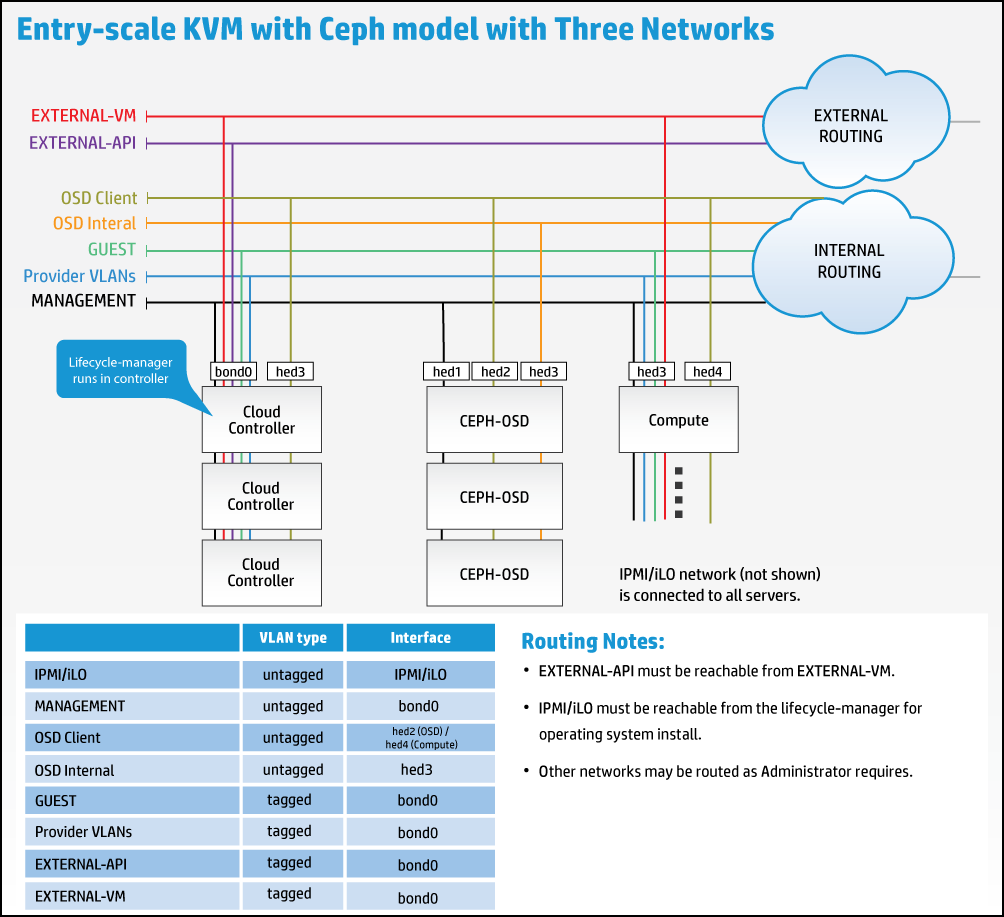 Entry-scale KVM with Ceph model with Three Networks
EXTERNAL-VM
EXTERNAL-API
EXTERNAL
ROUTING
OSD Client
OSD Interal
GUEST
Provider VLANs
MANAGEMENT
INTERNAL
ROUTING
Lifecycle-manager
runs in controller
bond0 hed3 hed1 hed2 hed3 hed3 hed4
Cloud
Controller
CEPH-OSD
Compute
Cloud
Controller
CEPH-OSD
Cloud
Controller
CEPH-OSD
IPMI/iLO network (not shown)
is connected to all servers.
VLAN type Interface
IPMI/iLO untagged IPMI/iLO
MANAGEMENT untagged bond0
OSD Client untagged hed2 (OSD) /
hed4 (Compute)
OSD Internal untagged hed3
GUEST tagged bond0
Provider VLANs tagged bond0
EXTERNAL-API tagged bond0
EXTERNAL-VM tagged bond0
Routing Notes:
• EXTERNAL-API must be reachable from EXTERNAL-VM.
• IPMI/iLO must be reachable from the lifecycle-manager for
operating system install.
• Other networks may be routed as Administrator requires.